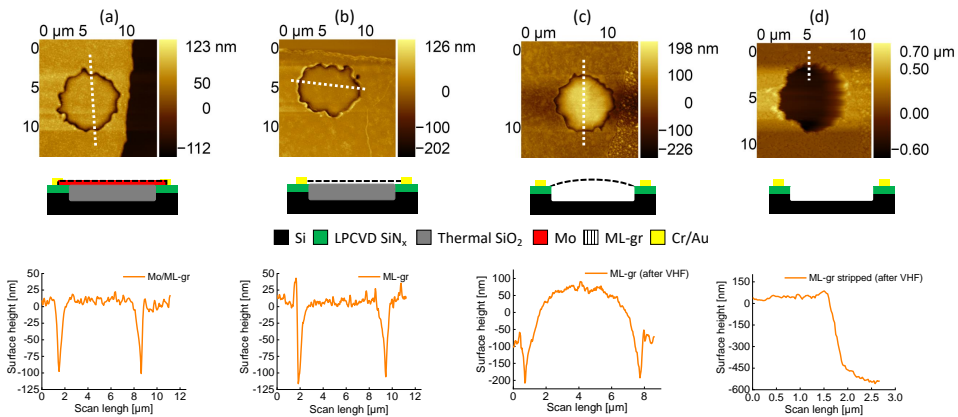 (a)
0 μm 5 10
0
5
10
123 nm
50
0
−100
−112
(b)
0 μm 5 10
0
5
10
126 nm
0
−100
−202
(c)
0 μm 5 10
0
5
10
198 nm
100
0
−100
−226
(d)
0 μm 5 10
0
5
10
0.70 μm
0.50
0.00
−0.60
Si LPCVD SiNx Thermal SiO2 Mo ML-gr Cr/Au
Mo/ML-gr
Surface height [nm]
50
25
0
-25
-50
-75
-100
-125
0 2 4 6 8 10 12
Scan lengh [μm]
ML-gr
Surface height [nm]
50
25
0
-25
-50
-75
-100
-125
0 2 4 6 8 10 12
Scan lengh [μm]
ML-gr (after VHF)
Surface height [nm]
100
50
0
-50
-100
-150
-200
0 2 4 6 8
Scan lengh [μm]
ML-gr stripped (after VHF)
Surface height [nm]
150
0
-150
-300
-450
-600
0.0 0.5 1.0 1.5 2.0 2.5 3.0
Scan lengh [μm]